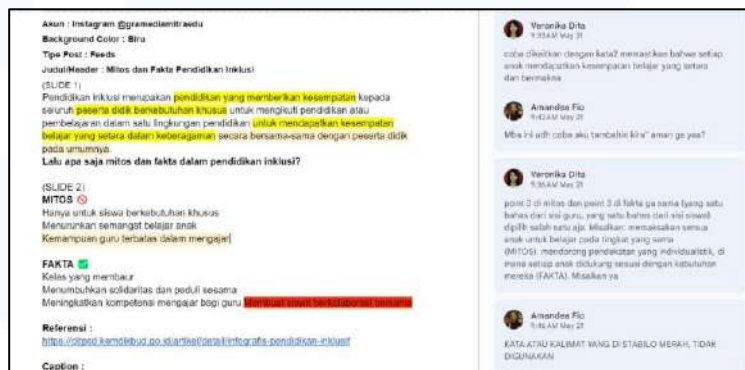 Akun : Instagram @gramediamitraedu
Background Color : Biru
Tipe Post : Feeds
Judul/Header : Mitos dan Fakta Pendidikan Inklusi
(SLIDE 1)
Pendidikan inklusi merupakan pendidikan yang memberikan kesempatan kepada
seluruh peserta didik berkebutuhan khusus untuk mengikuti pendidikan atau
pembelajaran dalam satu lingkungan pendidikan untuk mendapatkan kesempatan
belajar yang setara dalam keberagaman secara bersama-sama dengan peserta didik
pada umumnya.
Lalu apa saja mitos dan fakta dalam pendidikan inklusi?
(SLIDE 2)
MITOS 🚫
Hanya untuk siswa berkebutuhan khusus
Menurunkan semangat belajar anak
Kemampuan guru terbatas dalam mengajar
FAKTA ✅
Kelas yang membaur
Menumbuhkan solidaritas dan peduli sesama
Meningkatkan kompetensi mengajar bagi guru Membuat siswa berkolaborasi bersama
Referensi :
https://ditpsd.kemdikbud.go.id/artikel/detail/infografis-pendidikan-inklusif
Caption :
Veronika Dita
9:33 AM May 21
coba dikaitkan dengan kata2 memastikan bahwa setiap
anak mendapatkan kesempatan belajar yang setara
dan bermakna
Amandea Fio
9:42 AM May 21
Mba ini udh coba aku tambahin kira" aman ga yaa?
Veronika Dita
9:36 AM May 21
point 3 di mitos dan point 3 di fakta ya sama (yang satu
bahas dari sisi guru, yang satu bahas dari sisi siswa)
dipilih salah satu aja. Misalkan: memaksakan semua
anak untuk belajar pada tingkat yang sama
(MITOS). mendorong pendekatan yang individualistik, di
mana setiap anak didukung sesuai dengan kebutuhan
mereka (FAKTA). Misalkan ya
Amandea Fio
9:46 AM May 21
KATA ATAU KALIMAT YANG DI STABILO MERAH, TIDAK
DIGUNAKAN